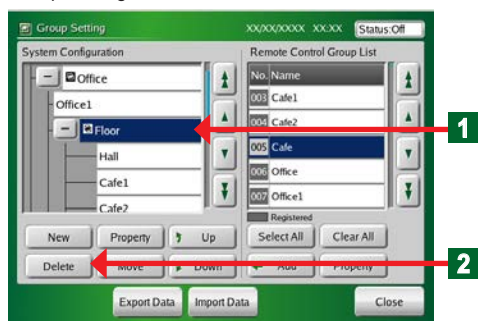 Group Setting XX/XX/XXXX XX:XX Status:Off
System Configuration
Office
Office1
Floor
Hall
Cafe1
Cafe2
New Property Up
Delete Move Down
Remote Control Group List
No. Name
003 Cafe1
004 Cafe2
005 Cafe
006 Office
007 Office1
Registered
Select All Clear All
Add Property
Export Data Import Data Close
1
2